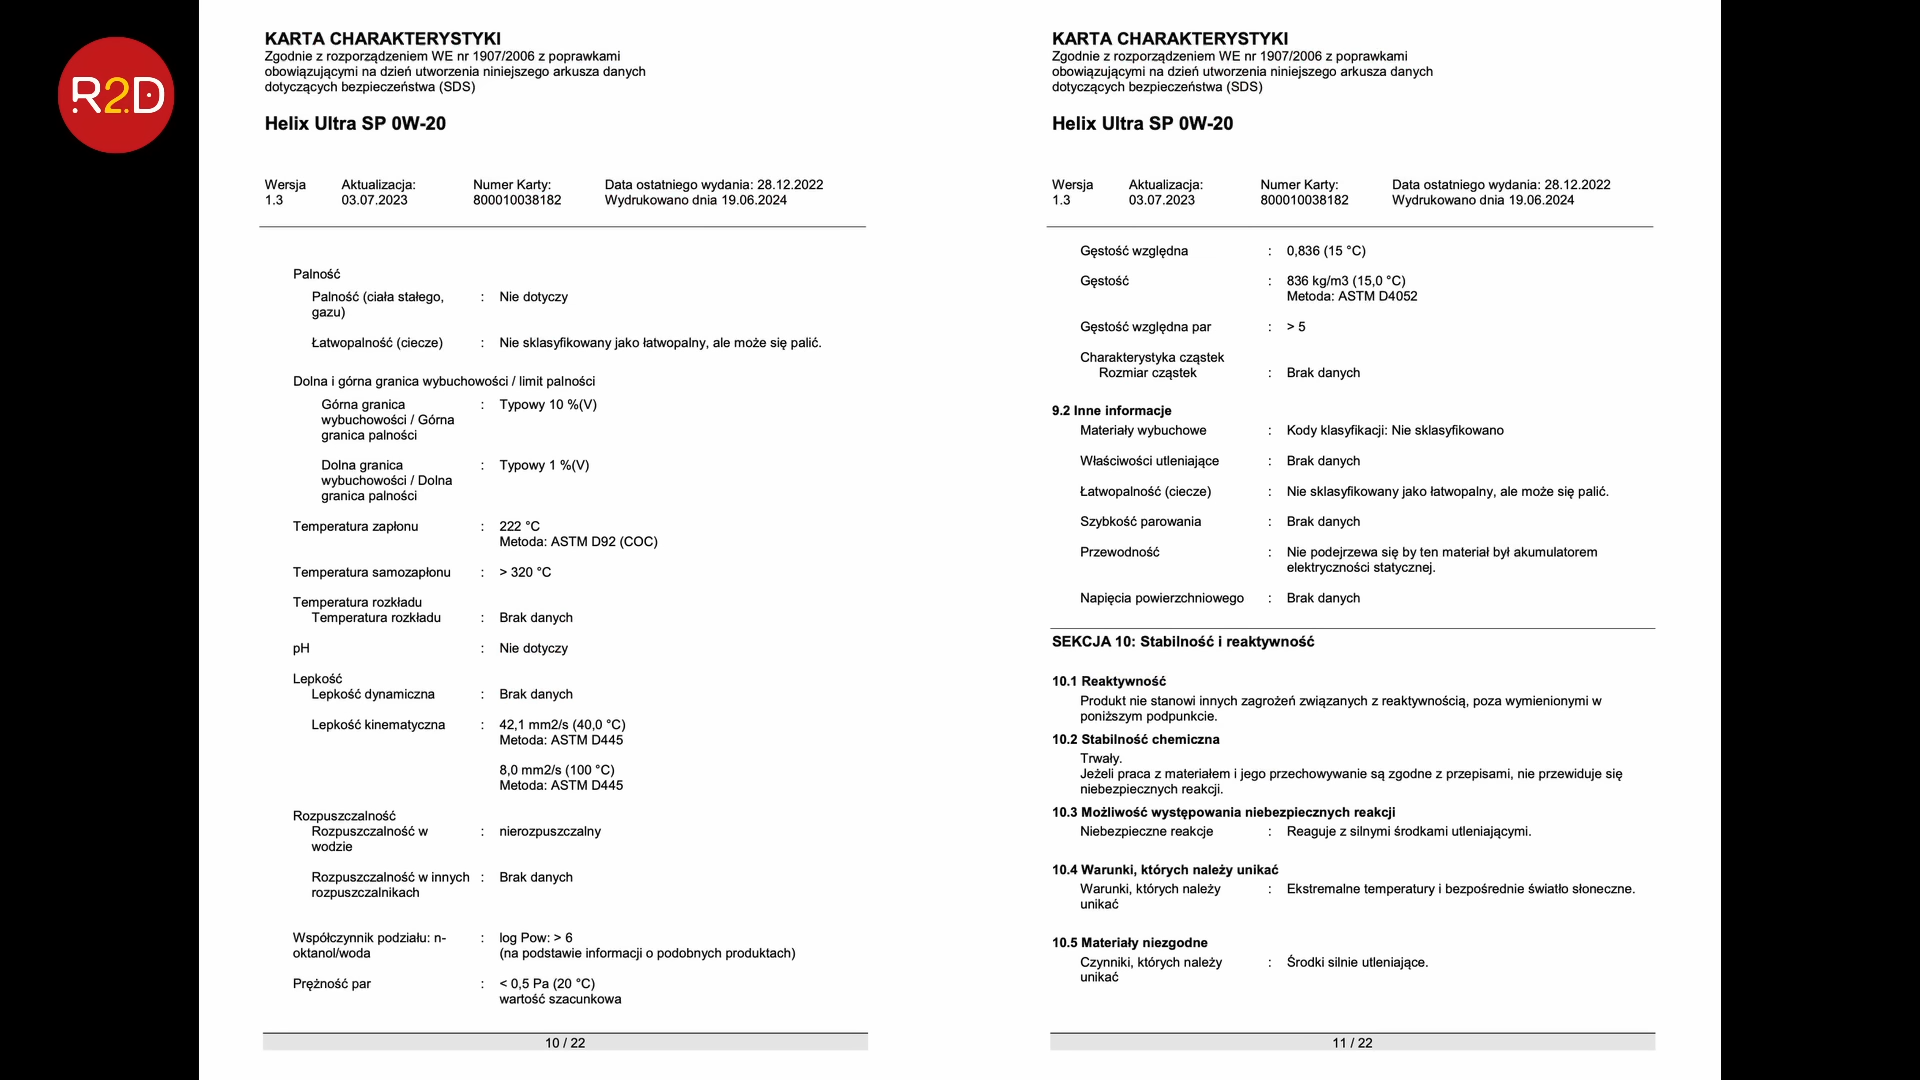 R2D
KARTA CHARAKTERYSTYKI
Zgodnie z rozporządzeniem WE nr 1907/2006 z poprawkami
obowiązującymi na dzień utworzenia niniejszego arkusza danych
dotyczących bezpieczeństwa (SDS)
Helix Ultra SP 0W-20
Wersja Aktualizacja: Numer Karty: Data ostatniego wydania: 28.12.2022
1.3 03.07.2023 800010038182 Wydrukowano dnia 19.06.2024
Palność
Palność (ciała stałego, : Nie dotyczy
gazu)
Łatwopalność (ciecze) : Nie sklasyfikowany jako łatwopalny, ale może się palić.
Dolna i górna granica wybuchowości / limit palności
Górna granica : Typowy 10 %(V)
wybuchowości / Górna
granica palności
Dolna granica : Typowy 1 %(V)
wybuchowości / Dolna
granica palności
Temperatura zapłonu : 222 °C
Metoda: ASTM D92 (COC)
Temperatura samozapłonu : > 320 °C
Temperatura rozkładu
Temperatura rozkładu : Brak danych
pH : Nie dotyczy
Lepkość
Lepkość dynamiczna : Brak danych
Lepkość kinematyczna : 42,1 mm2/s (40,0 °C)
Metoda: ASTM D445
8,0 mm2/s (100 °C)
Metoda: ASTM D445
Rozpuszczalność
Rozpuszczalność w : nierozpuszczalny
wodzie
Rozpuszczalność w innych : Brak danych
rozpuszczalnikach
Współczynnik podziału: n- : log Pow: > 6
oktanol/woda (na podstawie informacji o podobnych produktach)
Prężność par : < 0,5 Pa (20 °C)
wartość szacunkowa
10 / 22
KARTA CHARAKTERYSTYKI
Zgodnie z rozporządzeniem WE nr 1907/2006 z poprawkami
obowiązującymi na dzień utworzenia niniejszego arkusza danych
dotyczących bezpieczeństwa (SDS)
Helix Ultra SP 0W-20
Wersja Aktualizacja: Numer Karty: Data ostatniego wydania: 28.12.2022
1.3 03.07.2023 800010038182 Wydrukowano dnia 19.06.2024
Gęstość względna : 0,836 (15 °C)
Gęstość : 836 kg/m3 (15,0 °C)
Metoda: ASTM D4052
Gęstość względna par : > 5
Charakterystyka cząstek
Rozmiar cząstek : Brak danych
9.2 Inne informacje
Materiały wybuchowe : Kody klasyfikacji: Nie sklasyfikowano
Właściwości utleniające : Brak danych
Łatwopalność (ciecze) : Nie sklasyfikowany jako łatwopalny, ale może się palić.
Szybkość parowania : Brak danych
Przewodność : Nie podejrzewa się by ten materiał był akumulatorem
elektryczności statycznej.
Napięcia powierzchniowego : Brak danych
SEKCJA 10: Stabilność i reaktywność
10.1 Reaktywność
Produkt nie stanowi innych zagrożeń związanych z reaktywnością, poza wymienionymi w
poniższym podpunkcie.
10.2 Stabilność chemiczna
Trwały.
Jeżeli praca z materiałem i jego przechowywanie są zgodne z przepisami, nie przewiduje się
niebezpiecznych reakcji.
10.3 Możliwość występowania niebezpiecznych reakcji
Niebezpieczne reakcje : Reaguje z silnymi środkami utleniającymi.
10.4 Warunki, których należy unikać
Warunki, których należy : Ekstremalne temperatury i bezpośrednie światło słoneczne.
unikać
10.5 Materiały niezgodne
Czynniki, których należy : Środki silnie utleniające.
unikać
11 / 22